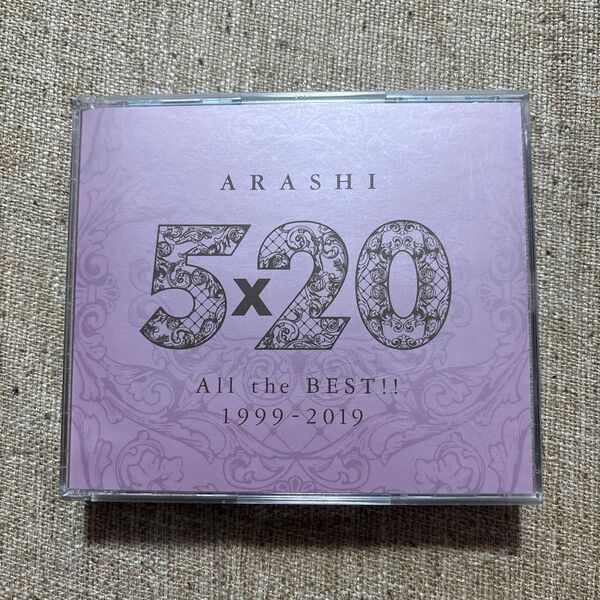 ARASHI
5x20
All the BEST!!
1999-2019